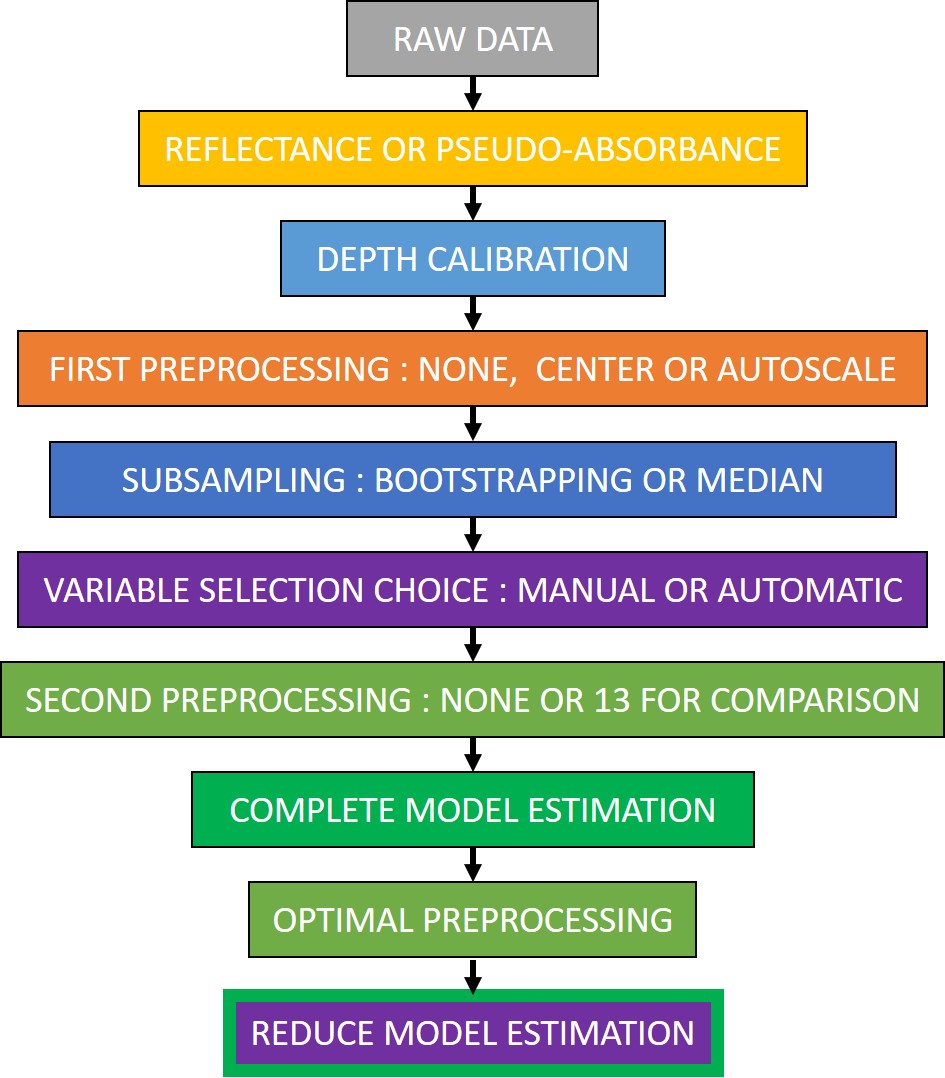 RAW DATA
REFLECTANCE OR PSEUDO-ABSORBANCE
DEPTH CALIBRATION
FIRST PREPROCESSING : NONE,  CENTER OR AUTOSCALE
SUBSAMPLING : BOOTSTRAPPING OR MEDIAN
VARIABLE SELECTION CHOICE : MANUAL OR AUTOMATIC
SECOND PREPROCESSING : NONE OR 13 FOR COMPARISON
COMPLETE MODEL ESTIMATION
OPTIMAL PREPROCESSING
REDUCE MODEL ESTIMATION